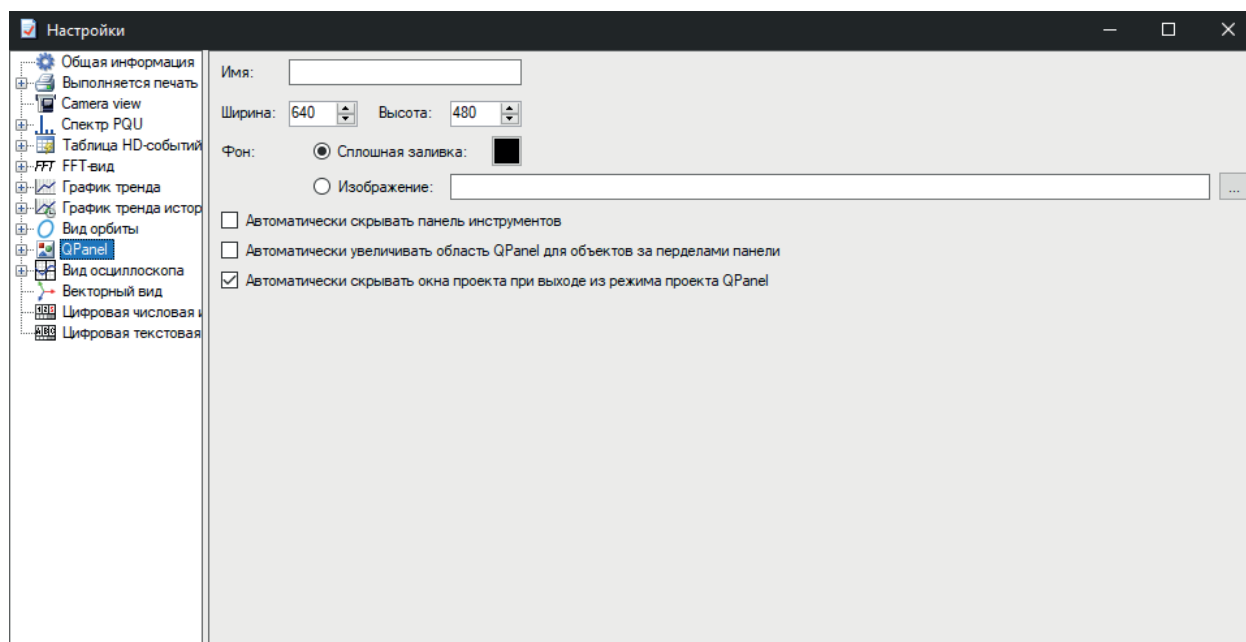 Настройки
Общая информация
Выполняется печать
Camera view
Спектр PQU
Таблица HD-событий
FFT FFT-вид
График тренда
График тренда истор
Вид орбиты
QPanel
Вид осциллоскопа
Векторный вид
Цифровая числовая и
Цифровая текстовая
Имя:
Ширина: 640 Высота: 480
Фон: Сплошная заливка:
Изображение: ...
Автоматически скрывать панель инструментов
Автоматически увеличивать область QPanel для объектов за перделами панели
Автоматически скрывать окна проекта при выходе из режима проекта QPanel